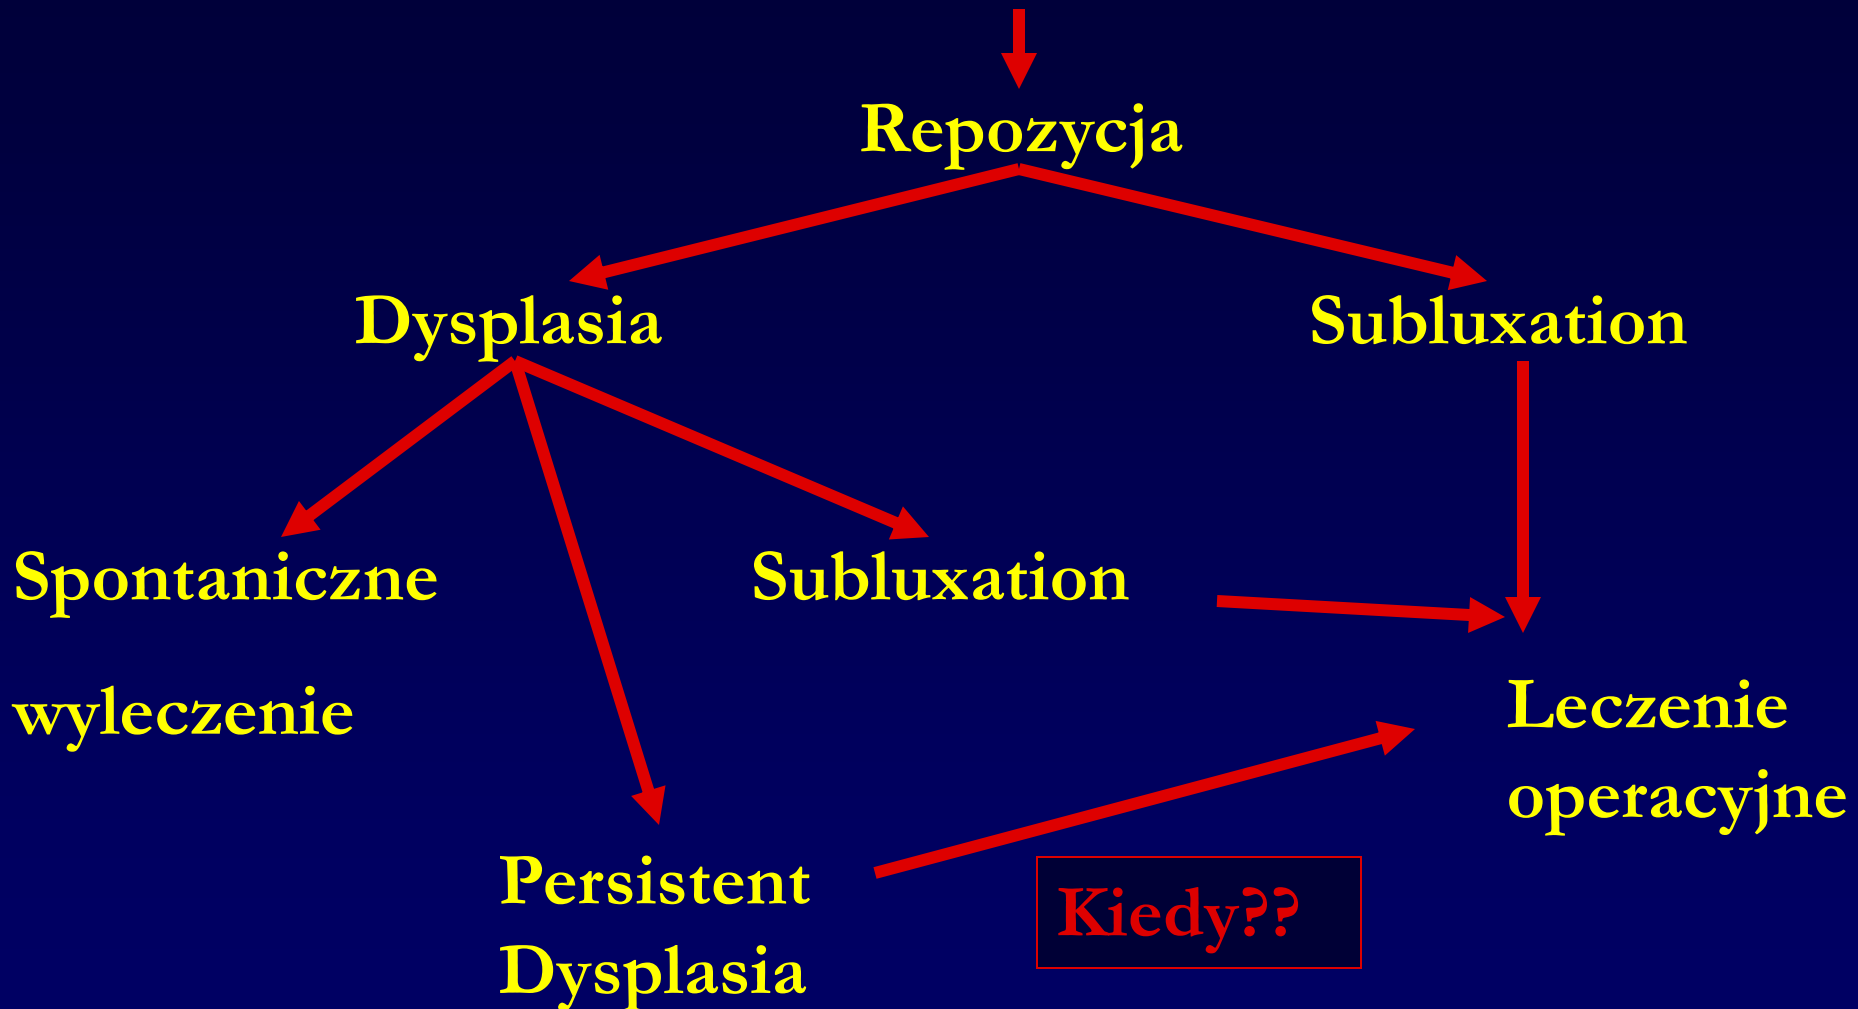 Repozycja
Dysplasia
Subluxation
Spontaniczne
wyleczenie
Subluxation
Leczenie
operacyjne
Persistent
Dysplasia
Kiedy??